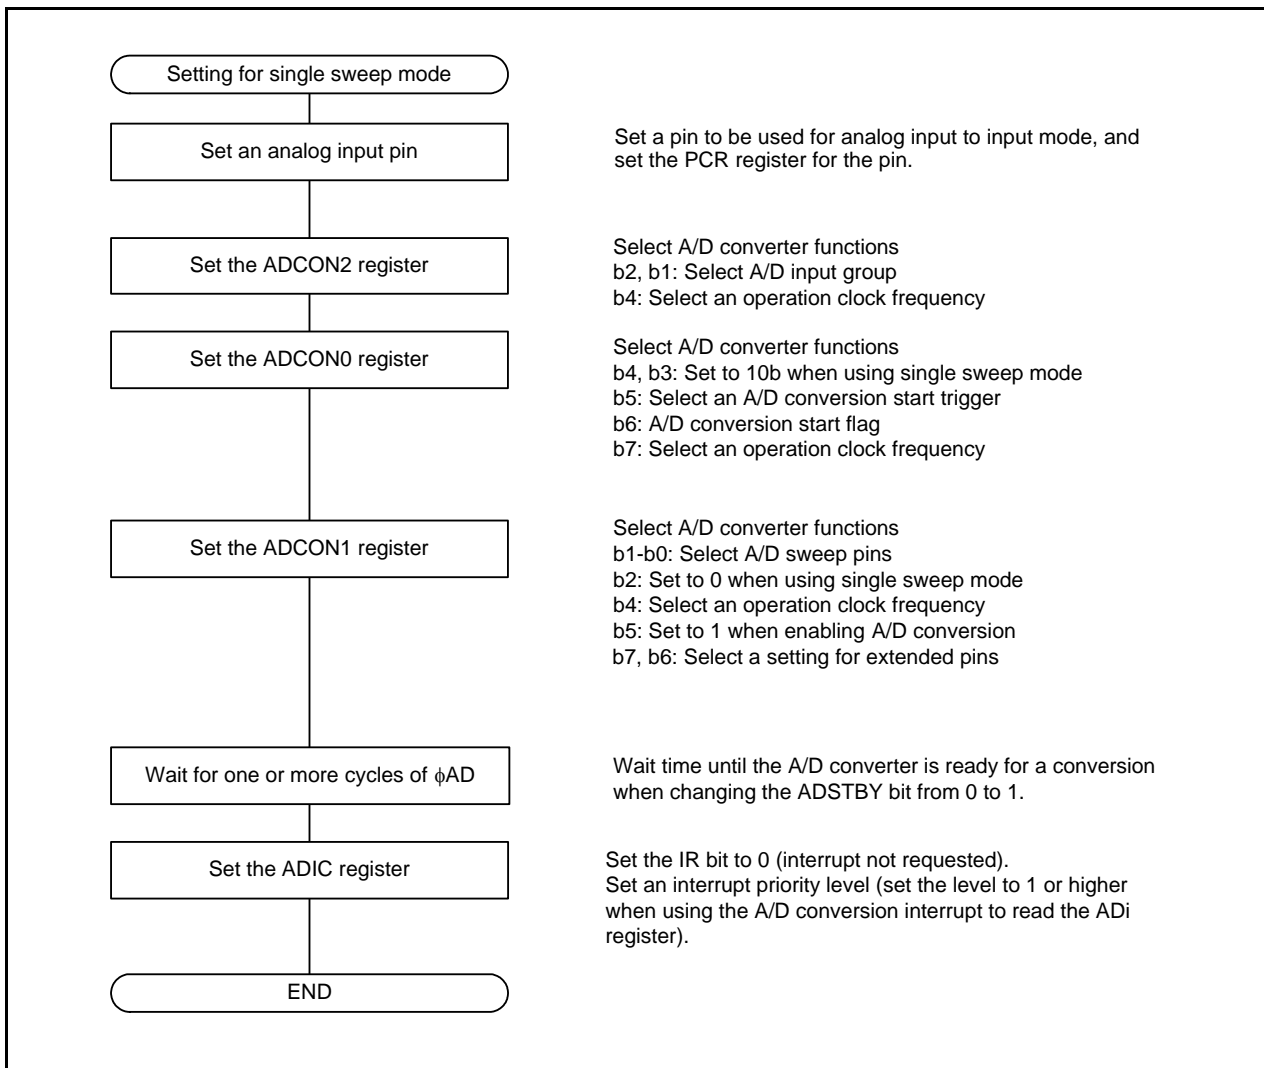 Setting for single sweep mode
Set an analog input pin
Set a pin to be used for analog input to input mode, and
set the PCR register for the pin.
Set the ADCON2 register
Select A/D converter functions
b2, b1: Select A/D input group
b4: Select an operation clock frequency
Set the ADCON0 register
Select A/D converter functions
b4, b3: Set to 10b when using single sweep mode
b5: Select an A/D conversion start trigger
b6: A/D conversion start flag
b7: Select an operation clock frequency
Set the ADCON1 register
Select A/D converter functions
b1-b0: Select A/D sweep pins
b2: Set to 0 when using single sweep mode
b4: Select an operation clock frequency
b5: Set to 1 when enabling A/D conversion
b7, b6: Select a setting for extended pins
Wait for one or more cycles of ϕAD
Wait time until the A/D converter is ready for a conversion
when changing the ADSTBY bit from 0 to 1.
Set the ADIC register
Set the IR bit to 0 (interrupt not requested).
Set an interrupt priority level (set the level to 1 or higher
when using the A/D conversion interrupt to read the ADi
register).
END